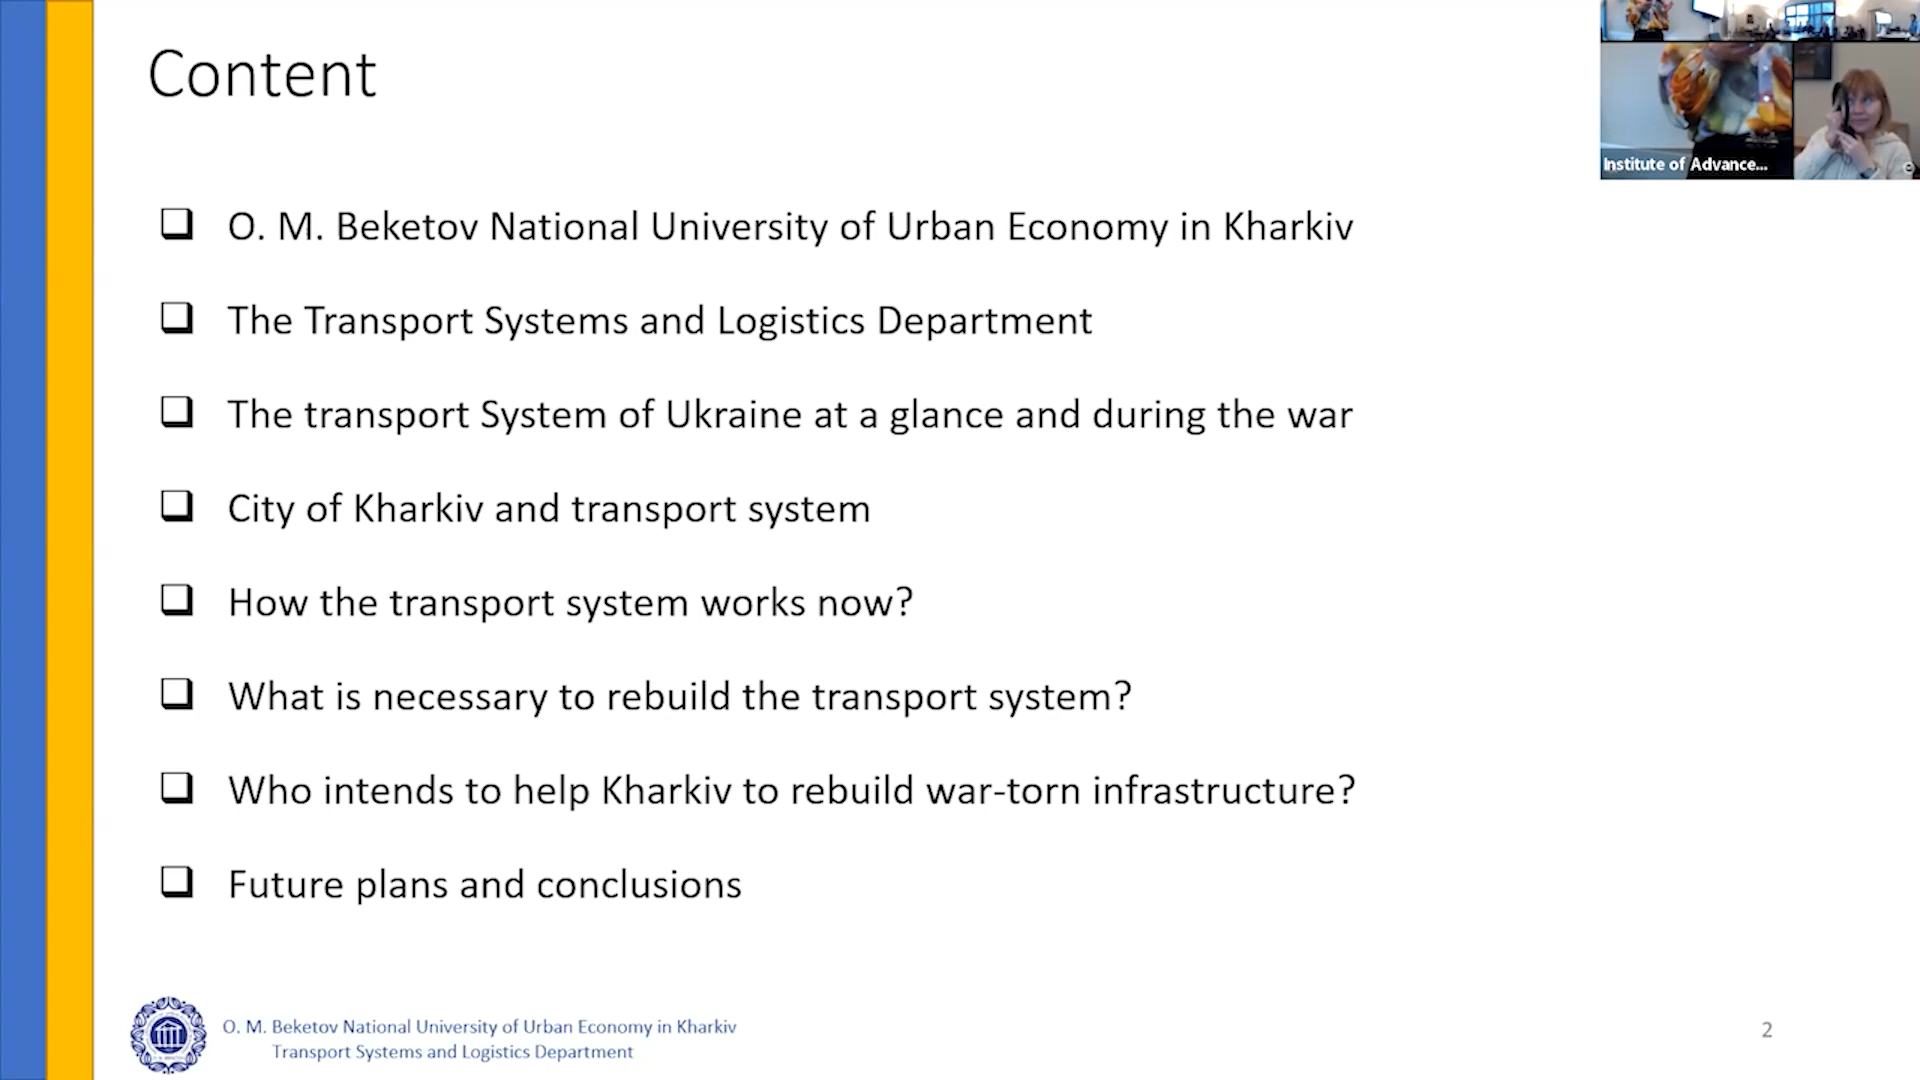 Content
Institute of Advance...
O. M. Beketov National University of Urban Economy in Kharkiv
The Transport Systems and Logistics Department
The transport System of Ukraine at a glance and during the war
City of Kharkiv and transport system
How the transport system works now?
What is necessary to rebuild the transport system?
Who intends to help Kharkiv to rebuild war-torn infrastructure?
Future plans and conclusions
O. M. Beketov National University of Urban Economy in Kharkiv
Transport Systems and Logistics Department
2